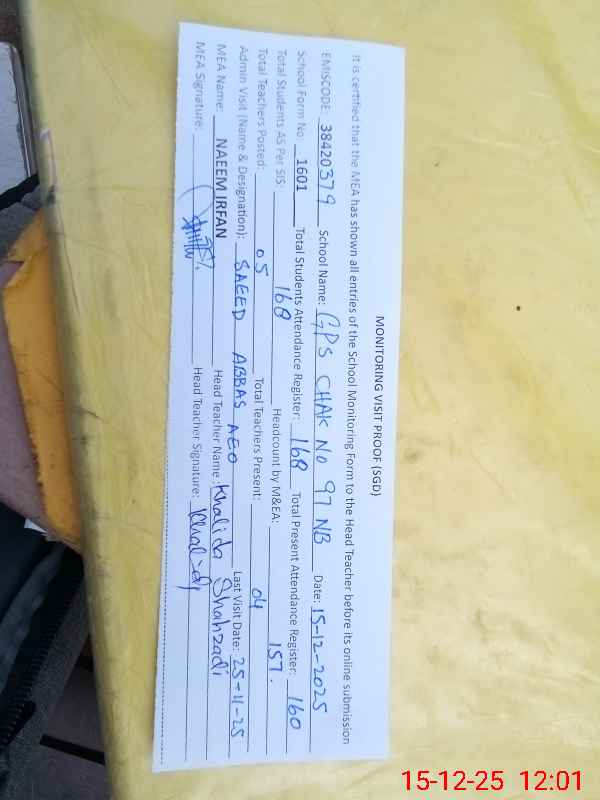 MONITORING VISIT PROOF (SGD)
It is certified that the MEA has shown all entries of the School Monitoring Form to the Head Teacher before its online submission
EMISCODE: 38420379 School Name: GPS CHAK NO 97 NB Date: 15-12-2025
School Form No: 1601 Total Students Attendance Register: 168 Total Present Attendance Register: 160
Total Students AS Per SIS: 168 Headcount by M&EA: 157.
Total Teachers Posted: 05 Total Teachers Present: 04
Admin Visit (Name & Designation): SAEED ABBAS AEO Last Visit Date: 25-11-25
MEA Name: NAEEM IRFAN Head Teacher Name: Khalida Shahzadi
MEA Signature: Head Teacher Signature:
15-12-25 12:01